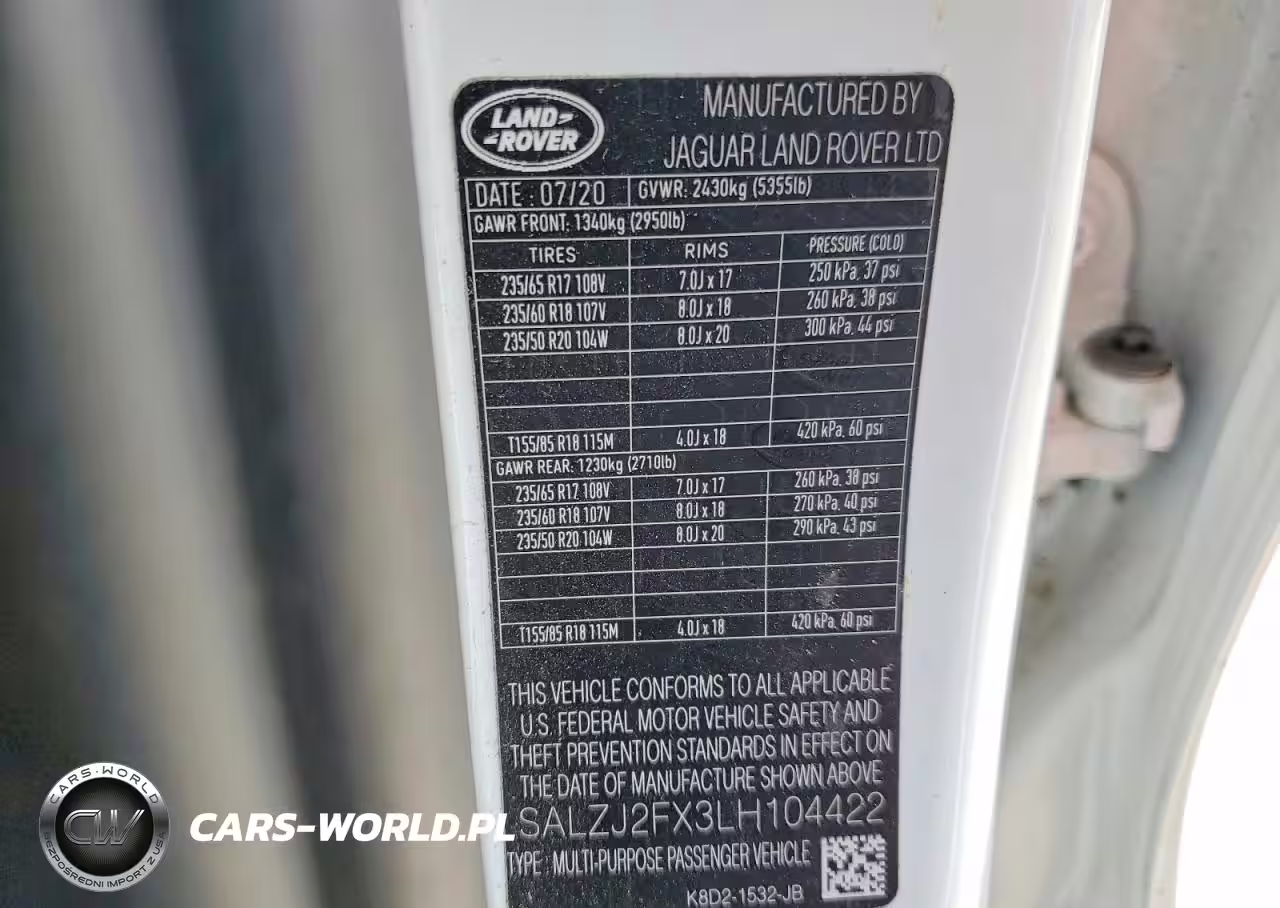 LAND-
-ROVER
MANUFACTURED BY
JAGUAR LAND ROVER LTD
DATE : 07/20 GVWR: 2430kg (5355lb)
GAWR FRONT: 1340kg (2950lb)
TIRES RIMS PRESSURE (COLD)
235/65 R17 108V 7.0J x 17 250 kPa, 37 psi
235/60 R18 107V 8.0J x 18 260 kPa, 38 psi
235/50 R20 104W 8.0J x 20 300 kPa, 44 psi
T155/85 R18 115M 4.0J x 18 420 kPa, 60 psi
GAWR REAR: 1230kg (2710lb)
235/65 R17 108V 7.0J x 17 260 kPa, 38 psi
235/60 R18 107V 8.0J x 18 270 kPa, 40 psi
235/50 R20 104W 8.0J x 20 290 kPa, 43 psi
T155/85 R18 115M 4.0J x 18 420 kPa, 60 psi
THIS VEHICLE CONFORMS TO ALL APPLICABLE
U.S. FEDERAL MOTOR VEHICLE SAFETY AND
THEFT PREVENTION STANDARDS IN EFFECT ON
THE DATE OF MANUFACTURE SHOWN ABOVE
SALZJ2FX3LH104422
TYPE : MULTI-PURPOSE PASSENGER VEHICLE
K8D2-1532-JB
CARS-WORLD
CW
BEZPOŚREDNI IMPORT Z USA
CARS-WORLD.PL